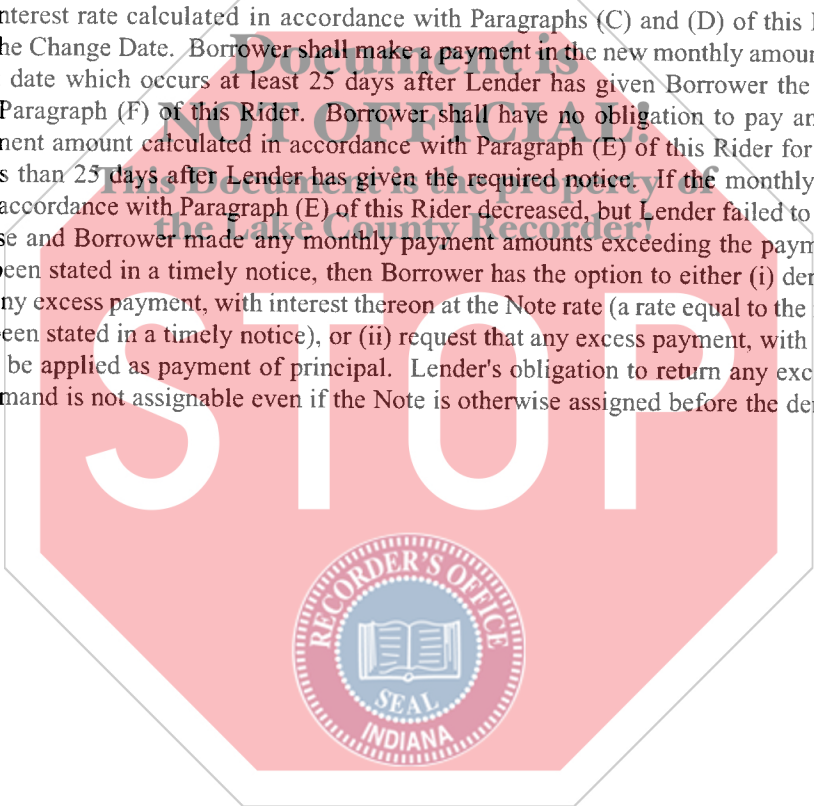 nterest rate calculated in accordance with Paragraphs (C) and (D) of this
he Change Date. Borrower shall make a payment in the new monthly amoun
date which occurs at least 25 days after Lender has given Borrower the
Paragraph (F) of this Rider. Borrower shall have no obligation to pay an
nent amount calculated in accordance with Paragraph (E) of this Rider for
s than 25 days after Lender has given the required notice. If the monthly
accordance with Paragraph (E) of this Rider decreased, but Lender failed to
se and Borrower made any monthly payment amounts exceeding the paym
een stated in a timely notice, then Borrower has the option to either (i) der
ny excess payment, with interest thereon at the Note rate (a rate equal to the
een stated in a timely notice), or (ii) request that any excess payment, with
be applied as payment of principal. Lender's obligation to return any exc
mand is not assignable even if the Note is otherwise assigned before the de
Document is
NOT OFFICIAL!
This Document is the property of
the Lake County Recorder!
STOP
RECORDER'S OFFICE
SEAL
INDIANA